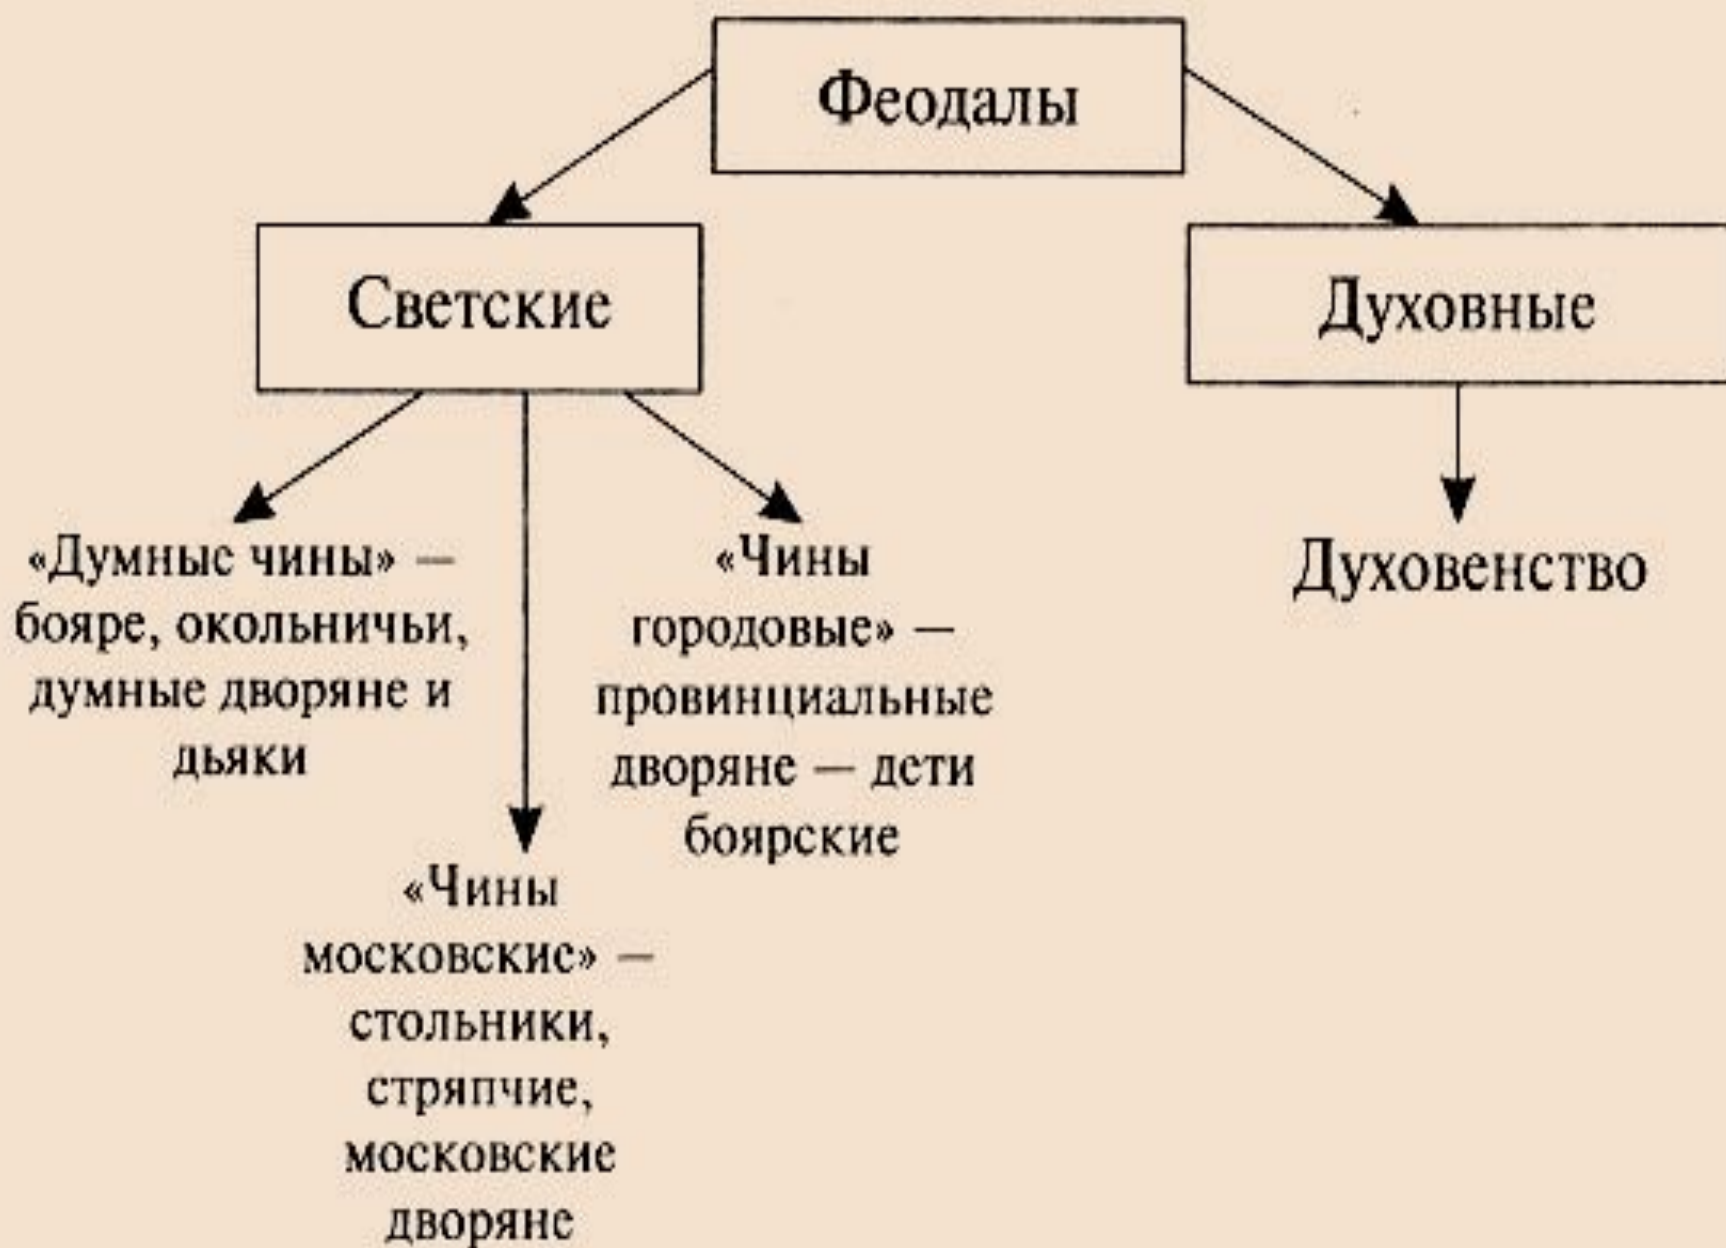 Феодалы
Светские
Духовные
«Думные чины» —
бояре, окольничьи,
думные дворяне и
дьяки
«Чины
городовые» —
провинциальные
дворяне — дети
боярские
Духовенство
«Чины
московские» —
стольники,
стряпчие,
московские
дворяне